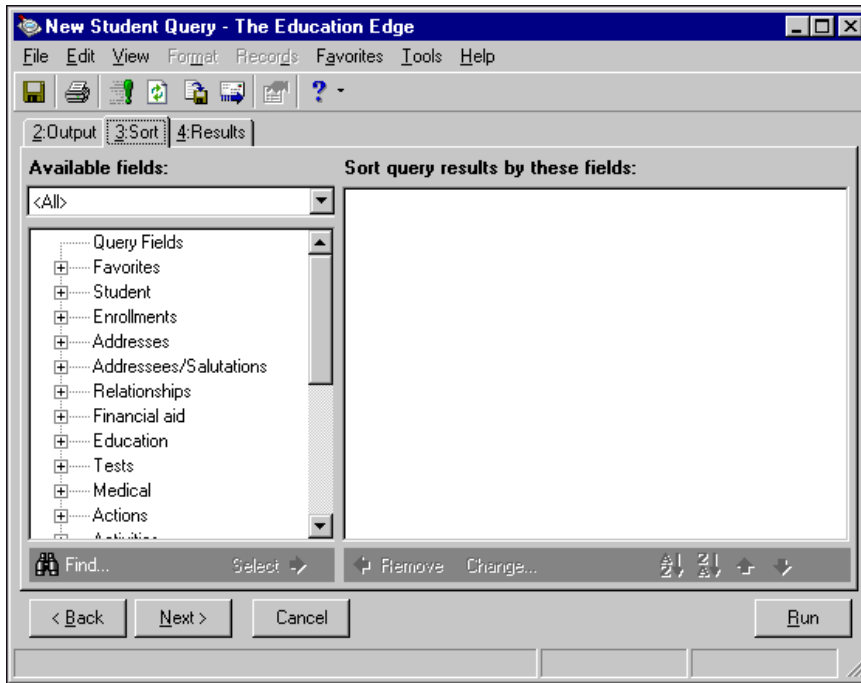 New Student Query - The Education Edge
File Edit View Format Records Favorites Tools Help
2:Output 3:Sort 4:Results
Available fields:
<All>
Query Fields
Favorites
Student
Enrollments
Addresses
Addressees/Salutations
Relationships
Financial aid
Education
Tests
Medical
Actions
Find... Select
Sort query results by these fields:
Remove Change...
< Back Next > Cancel Run